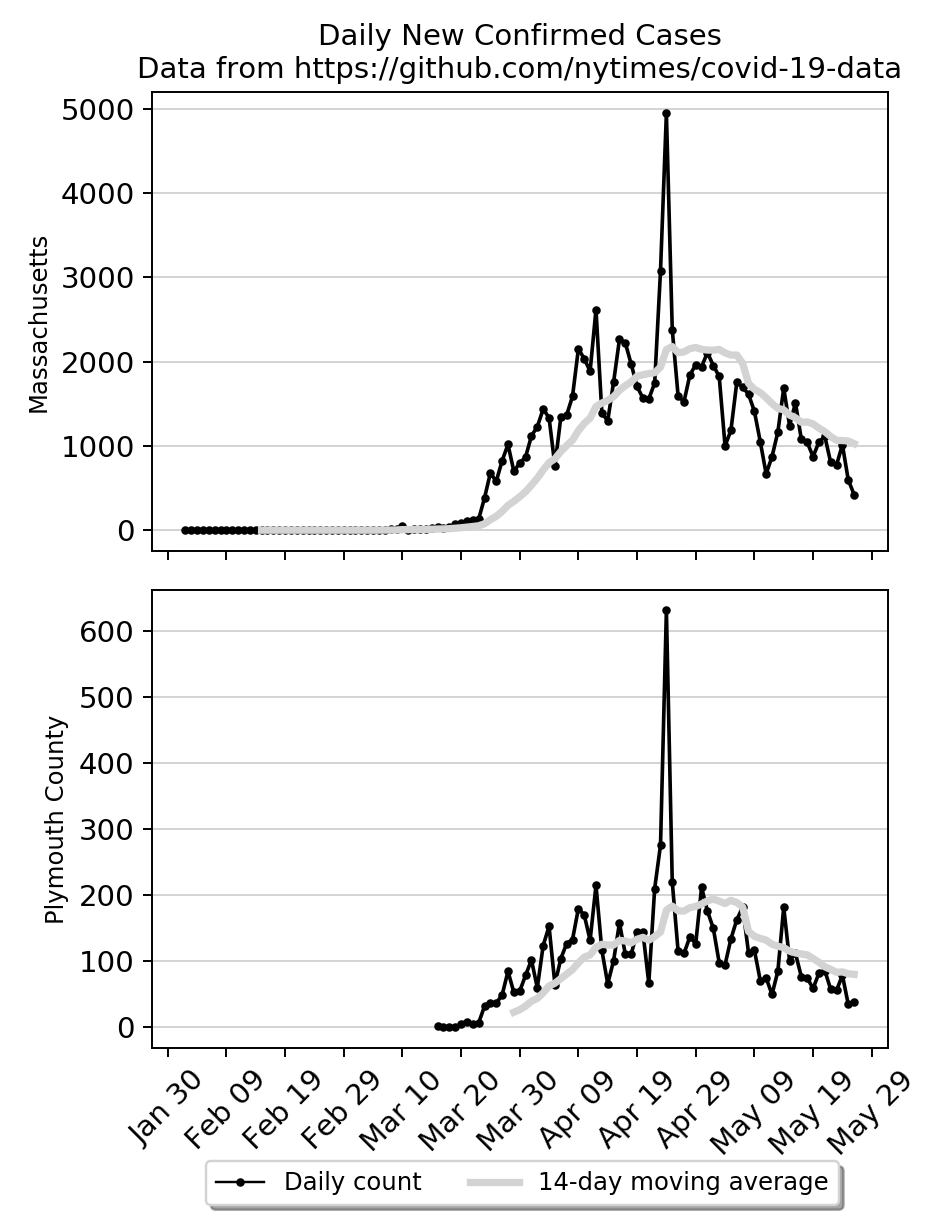 Daily New Confirmed Cases
Data from https://github.com/nytimes/covid-19-data
5000
4000
3000
2000
1000
0
Massachusetts
600
500
400
300
200
100
0
Plymouth County
Jan 30
Feb 09
Feb 19
Feb 29
Mar 10
Mar 20
Mar 30
Apr 09
Apr 19
Apr 29
May 09
May 19
May 29
Daily count
14-day moving average